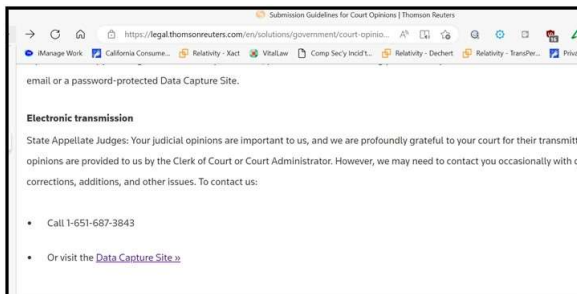 Submission Guidelines for Court Opinions | Thomson Reuters
https://legal.thomsonreuters.com/en/solutions/government/court-opinio...
iManage Work California Consume... Relativity - Xact VitalLaw Comp Sec'y Incid't... Relativity - Dechert Relativity - TransPer... Priva
email or a password-protected Data Capture Site.
Electronic transmission
State Appellate Judges: Your judicial opinions are important to us, and we are profoundly grateful to your court for their transmitt
opinions are provided to us by the Clerk of Court or Court Administrator. However, we may need to contact you occasionally with
corrections, additions, and other issues. To contact us:
• Call 1-651-687-3843
• Or visit the Data Capture Site »